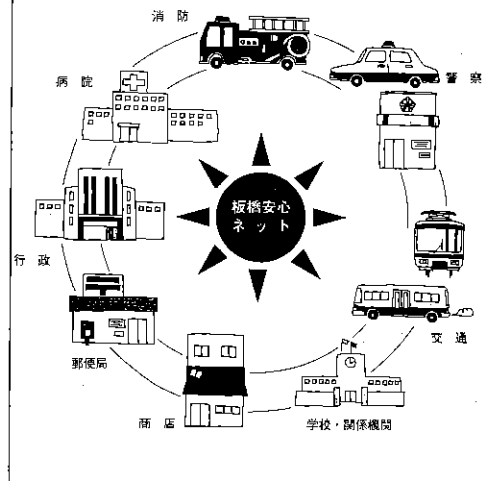 消防
警察
病院
板橋安心
ネット
行政
交通
郵便局
商店
学校・関係機関